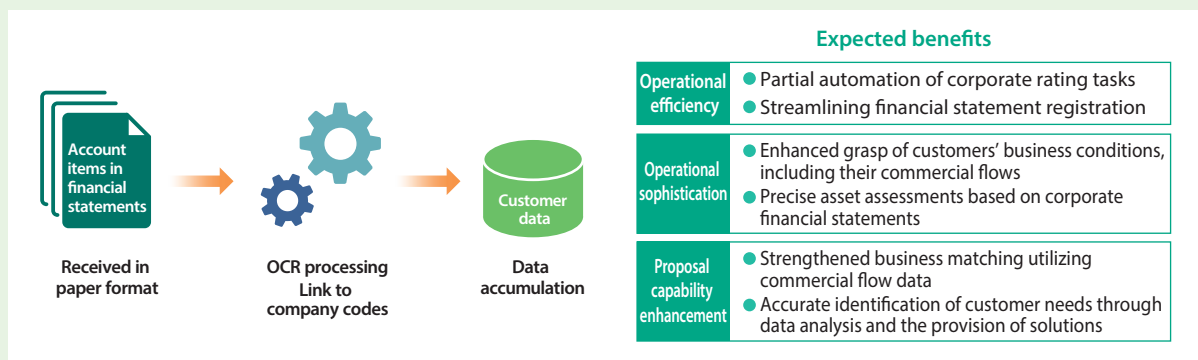 Account
items in
financial
statements
Received in
paper format
OCR processing
Link to
company codes
Customer
data
Data
accumulation
Expected benefits
Operational
efficiency
● Partial automation of corporate rating tasks
● Streamlining financial statement registration
Operational
sophistication
● Enhanced grasp of customers’ business conditions,
including their commercial flows
● Precise asset assessments based on corporate
financial statements
Proposal
capability
enhancement
● Strengthened business matching utilizing
commercial flow data
● Accurate identification of customer needs through
data analysis and the provision of solutions